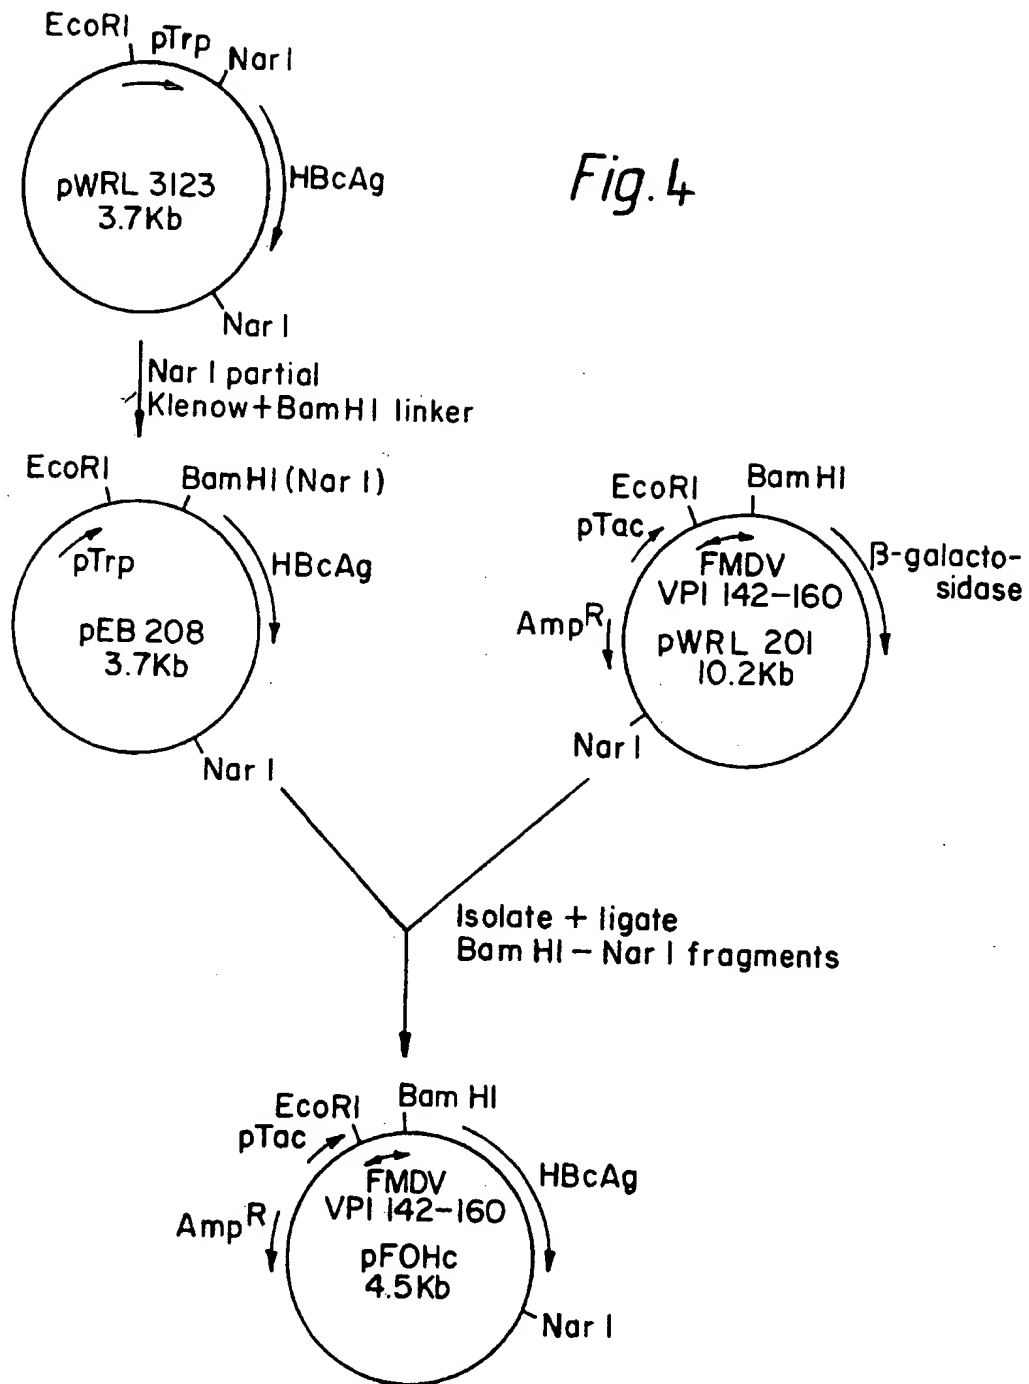 EcoRI
pTrp
Nar I
pWRL 3123
3.7Kb
HBcAg
Nar I
Fig. 4
Nar I partial
Klenow+BamHI linker
EcoRI
BamHI (Nar I)
pTrp
HBcAg
pEB 208
3.7Kb
Nar I
EcoRI
BamHI
pTac
FMDV
VPI 142-160
β-galacto-
sidase
AmpR
pWRL 201
10.2Kb
Nar I
Isolate + ligate
Bam HI - Nar I fragments
EcoRI
Bam HI
pTac
FMDV
VPI 142-160
HBcAg
AmpR
pFOHc
4.5Kb
Nar I